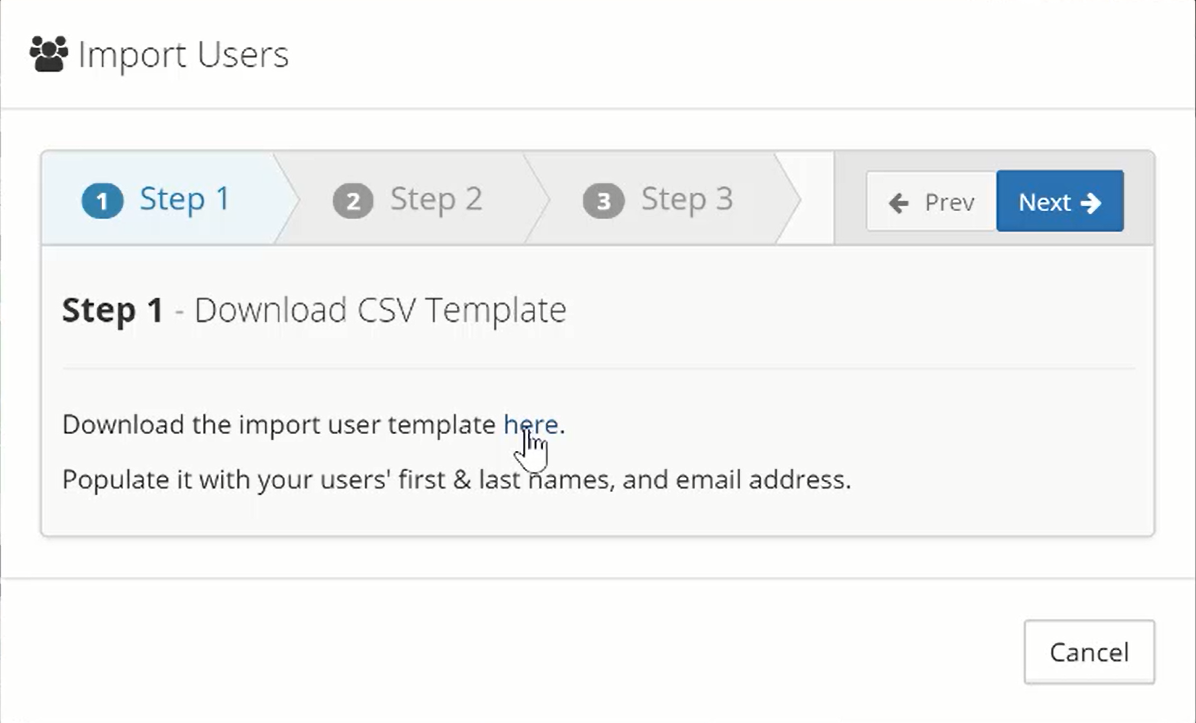 Import Users
1 Step 1 2 Step 2 3 Step 3 Prev Next
Step 1 - Download CSV Template
Download the import user template here.
Populate it with your users' first & last names, and email address.
Cancel